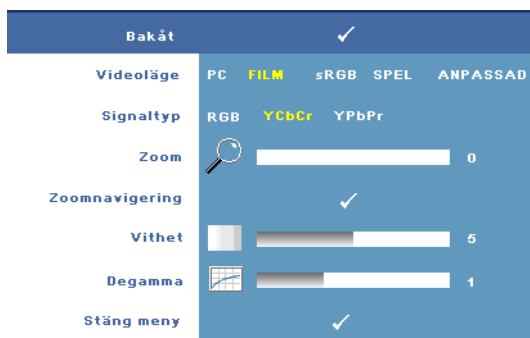 Bakåt
Videoläge PC FILM sRGB SPEL ANPASSAD
Signaltyp RGB YCbCr YPbPr
Zoom 0
Zoomnavigering
Vithet 5
Degamma 1
Stäng meny